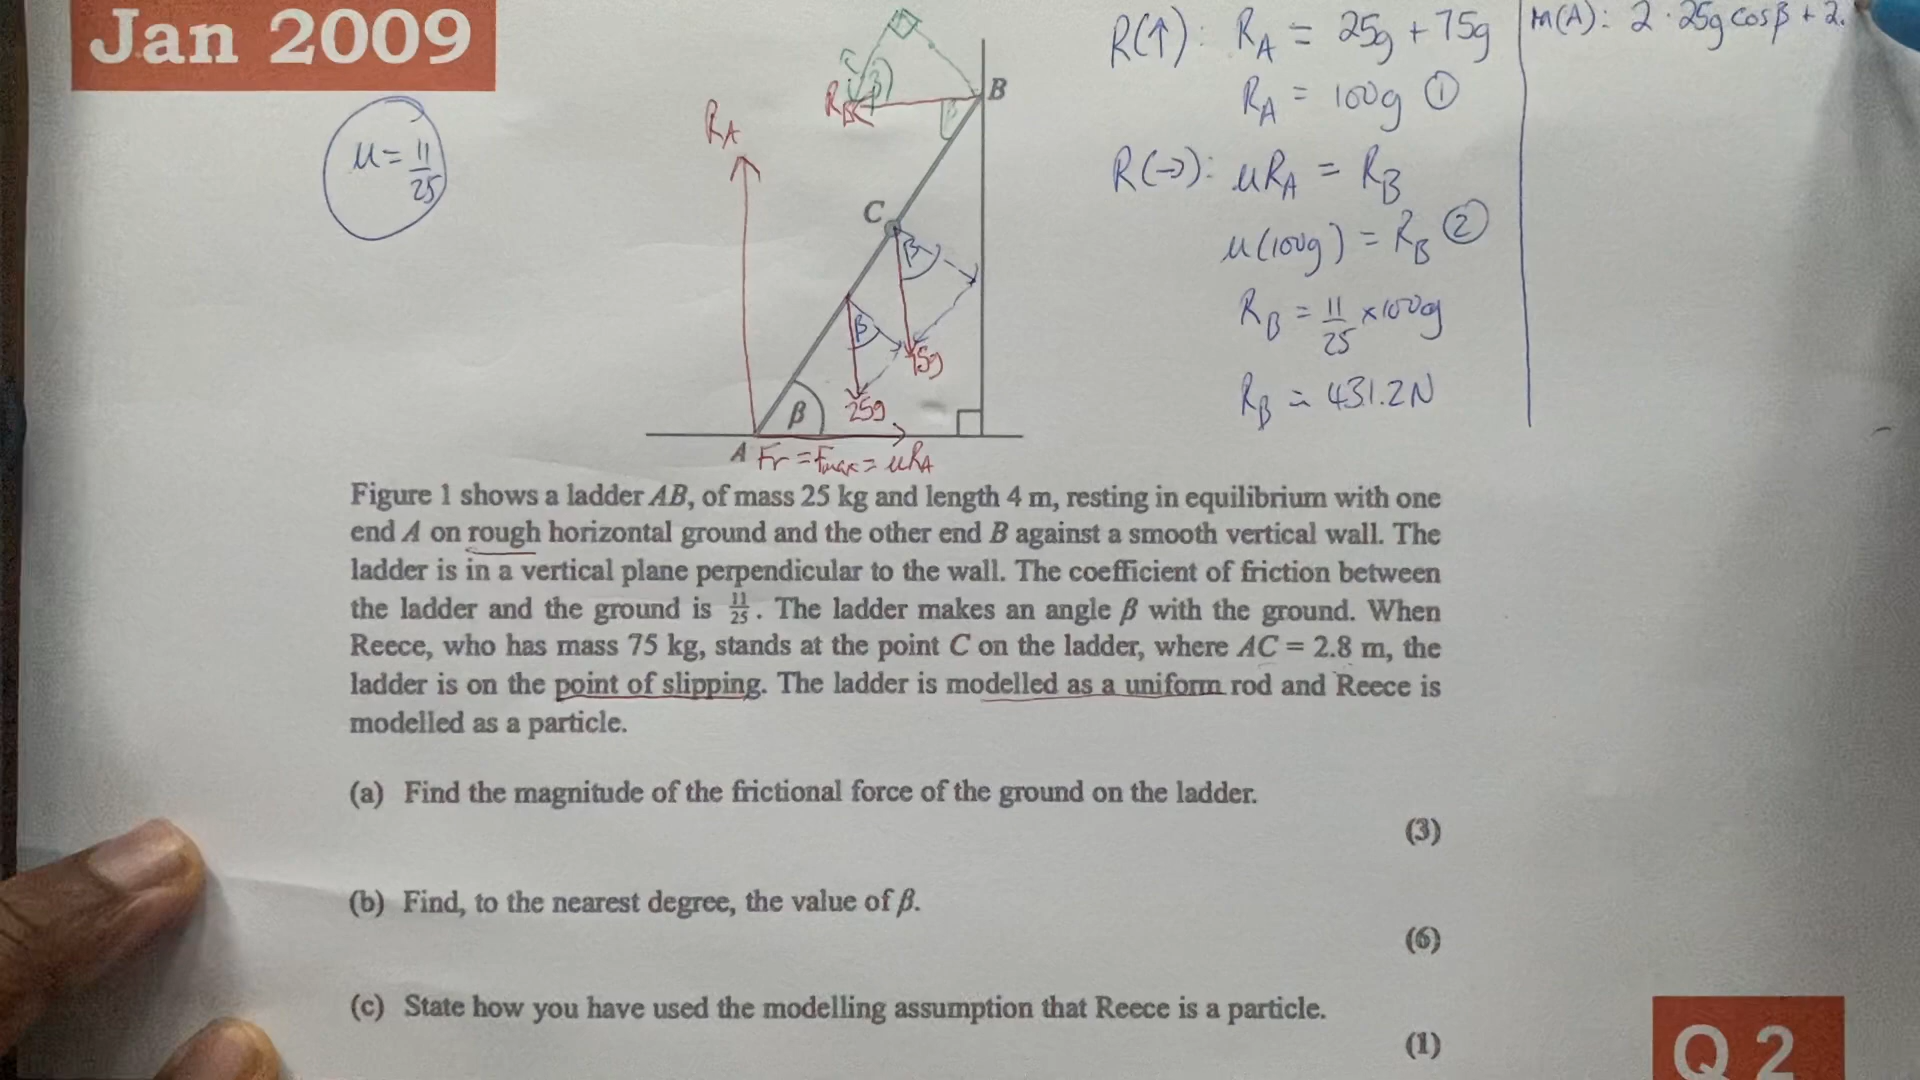 Jan 2009
μ = 11/25
R_A
R_B
B
C
β
β
β
75g
25g
β
A
Fr = Fmax = μR_A
R(↑): R_A = 25g + 75g
R_A = 100g ①
R(→): μR_A = R_B
μ(100g) = R_B ②
R_B = 11/25 × 100g
R_B = 431.2N
m(A): 2 · 25g cosβ + 2.
Figure 1 shows a ladder AB, of mass 25 kg and length 4 m, resting in equilibrium with one
end A on rough horizontal ground and the other end B against a smooth vertical wall. The
ladder is in a vertical plane perpendicular to the wall. The coefficient of friction between
the ladder and the ground is 11/25. The ladder makes an angle β with the ground. When
Reece, who has mass 75 kg, stands at the point C on the ladder, where AC = 2.8 m, the
ladder is on the point of slipping. The ladder is modelled as a uniform rod and Reece is
modelled as a particle.
(a) Find the magnitude of the frictional force of the ground on the ladder.
(3)
(b) Find, to the nearest degree, the value of β.
(6)
(c) State how you have used the modelling assumption that Reece is a particle.
(1)
Q 2